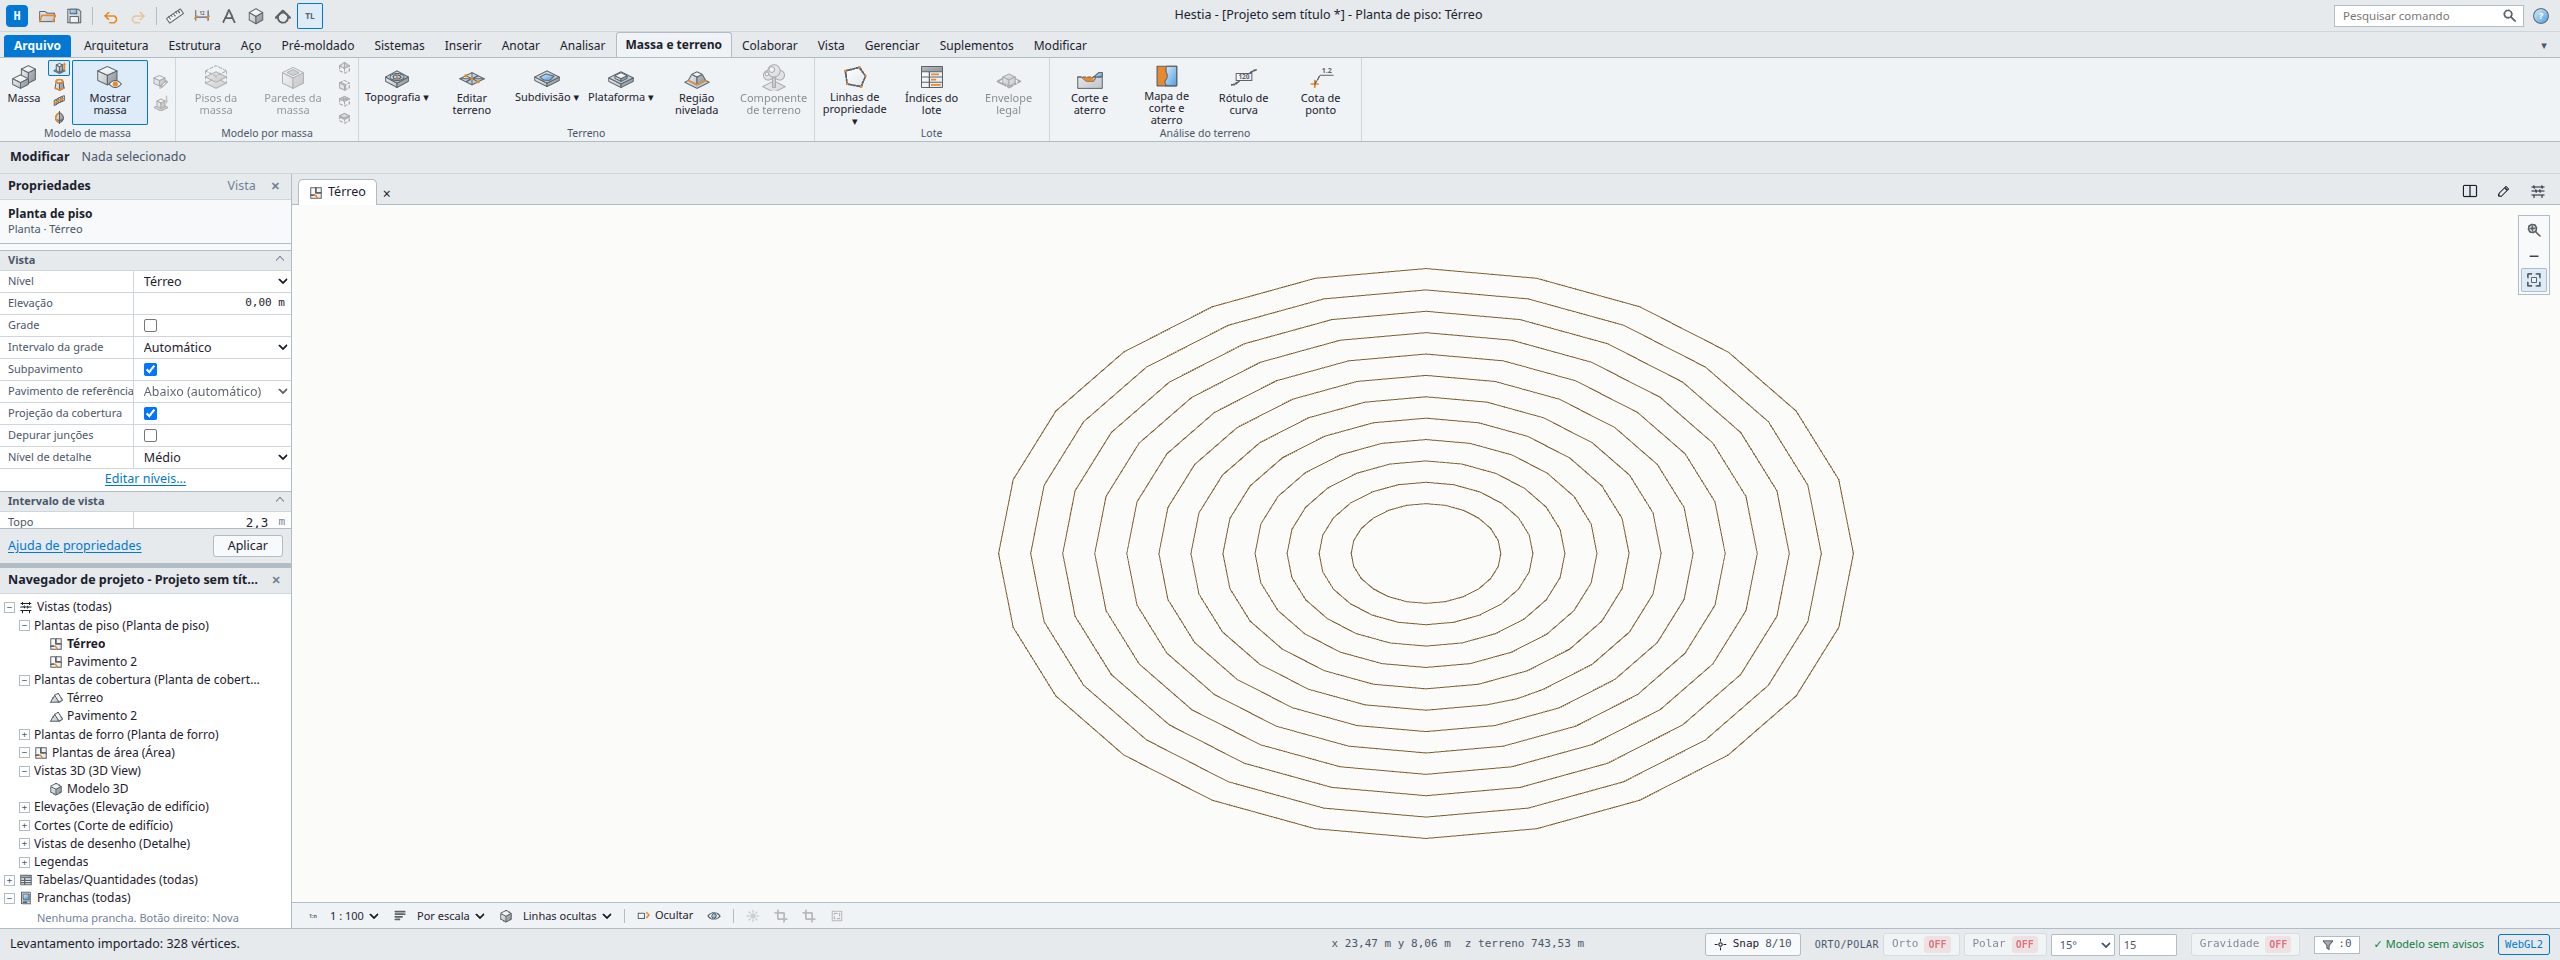 H
TL
Hestia - [Projeto sem título *] - Planta de piso: Térreo
Pesquisar comando
?
Arquivo Arquitetura Estrutura Aço Pré-moldado Sistemas Inserir Anotar Analisar Massa e terreno Colaborar Vista Gerenciar Suplementos Modificar
Massa
Mostrar massa
Modelo de massa
Pisos da massa
Paredes da massa
Modelo por massa
Topografia
Editar terreno
Subdivisão
Plataforma
Região nivelada
Componente de terreno
Terreno
Linhas de propriedade
Índices do lote
Envelope legal
Lote
Corte e aterro
Mapa de corte e aterro
120
Rótulo de curva
1.2
Cota de ponto
Análise do terreno
Modificar Nada selecionado
Propriedades Vista ×
Planta de piso
Planta · Térreo
Vista
Nível Térreo
Elevação 0,00 m
Grade
Intervalo da grade Automático
Subpavimento
Pavimento de referência Abaixo (automático)
Projeção da cobertura
Depurar junções
Nível de detalhe Médio
Editar níveis...
Intervalo de vista
Topo 2,3 m
Ajuda de propriedades Aplicar
Navegador de projeto - Projeto sem tít... ×
Vistas (todas)
Plantas de piso (Planta de piso)
Térreo
Pavimento 2
Plantas de cobertura (Planta de cobert...
Térreo
Pavimento 2
Plantas de forro (Planta de forro)
Plantas de área (Área)
Vistas 3D (3D View)
Modelo 3D
Elevações (Elevação de edifício)
Cortes (Corte de edifício)
Vistas de desenho (Detalhe)
Legendas
Tabelas/Quantidades (todas)
Pranchas (todas)
Nenhuma prancha. Botão direito: Nova
Térreo ×
1 : 100 Por escala Linhas ocultas Ocultar
Levantamento importado: 328 vértices.
x 23,47 m y 8,06 m z terreno 743,53 m
Snap 8/10 ORTO/POLAR Orto OFF Polar OFF 15° 15 Gravidade OFF :0 ✓ Modelo sem avisos WebGL2